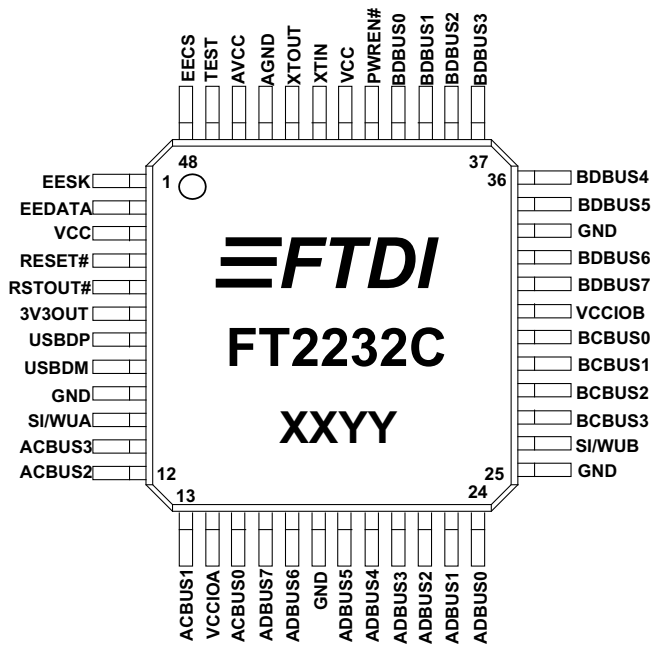 EECS
TEST
AVCC
AGND
XTOUT
XTIN
VCC
PWREN#
BDBUS0
BDBUS1
BDBUS2
BDBUS3
48
37
1
36
EESK
EEDATA
VCC
RESET#
RSTOUT#
3V3OUT
USBDP
USBDM
GND
SI/WUA
ACBUS3
ACBUS2
FTDI
FT2232C
XXYY
BDBUS4
BDBUS5
GND
BDBUS6
BDBUS7
VCCIOB
BCBUS0
BCBUS1
BCBUS2
BCBUS3
SI/WUB
GND
12
25
13
24
ACBUS1
VCCIOA
ACBUS0
ADBUS7
ADBUS6
GND
ADBUS5
ADBUS4
ADBUS3
ADBUS2
ADBUS1
ADBUS0